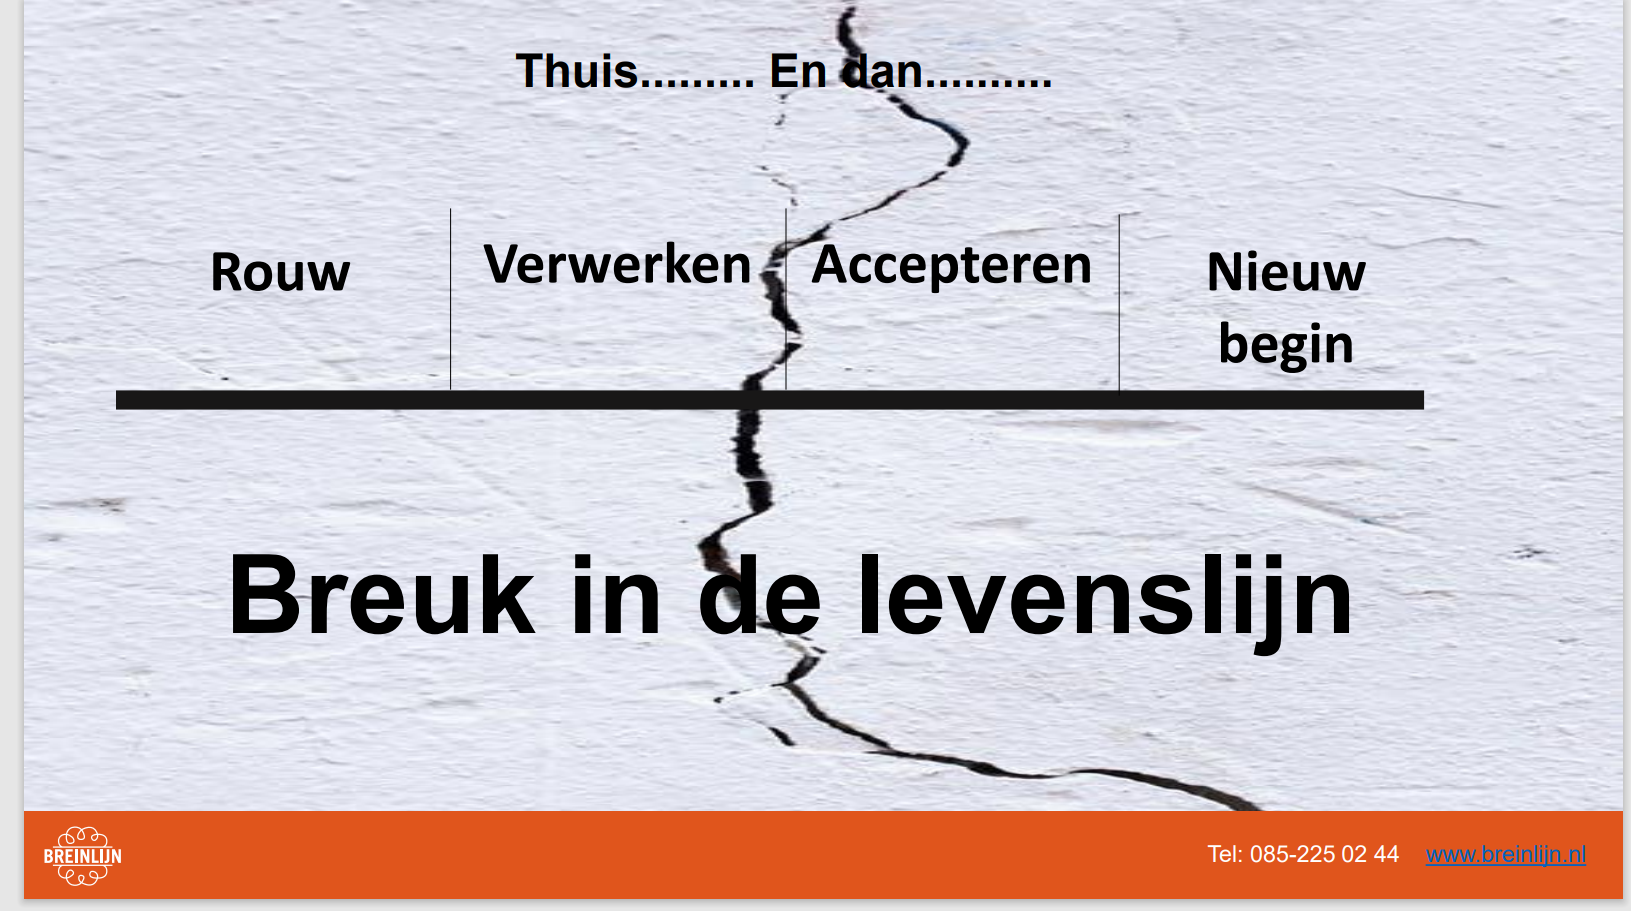 Thuis......... En dan..........
Rouw
Verwerken
Accepteren
Nieuw
begin
Breuk in de levenslijn
BREINLIJN
Tel: 085-225 02 44 www.breinlijn.nl